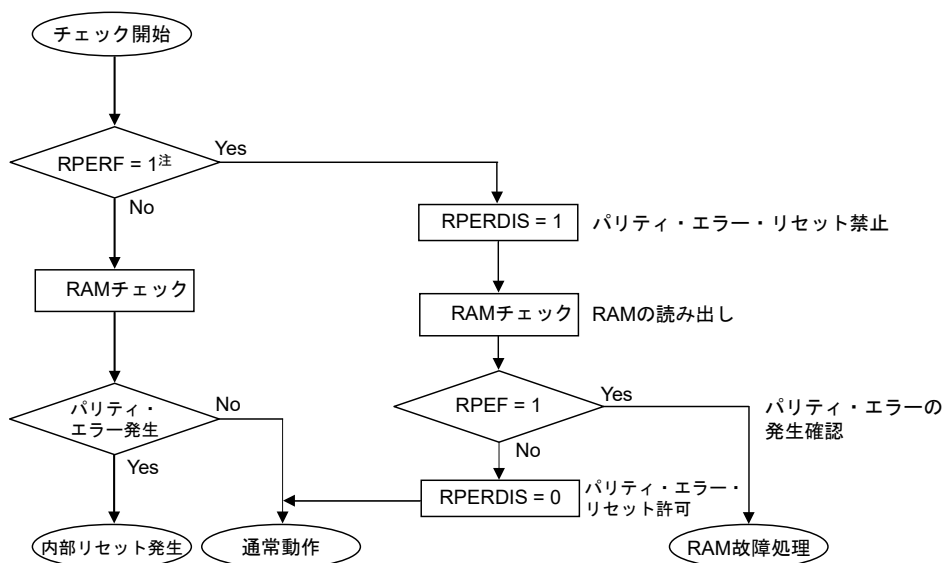 チェック開始
RPERF = 1注
Yes
No
RPERDIS = 1
パリティ・エラー・リセット禁止
RAMチェック
RAMチェック
RAMの読み出し
パリティ・
エラー発生
No
Yes
RPEF = 1
Yes
No
パリティ・エラーの
発生確認
RPERDIS = 0
パリティ・エラー・
リセット許可
内部リセット発生
通常動作
RAM故障処理